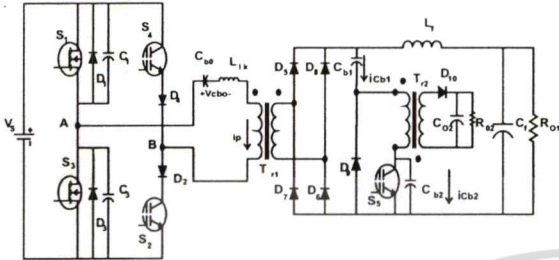 S1
D1
C1
S4
D4
Cb0
Llk
+Vcbo-
D5
D8
Cb1
iCb1
Lf
Tr2
D10
Vs
A
B
ip
Tr1
D9
Co2
Ro2
Cf
Ro1
S3
D3
C3
D2
S2
D7
D6
S5
Cb2
iCb2